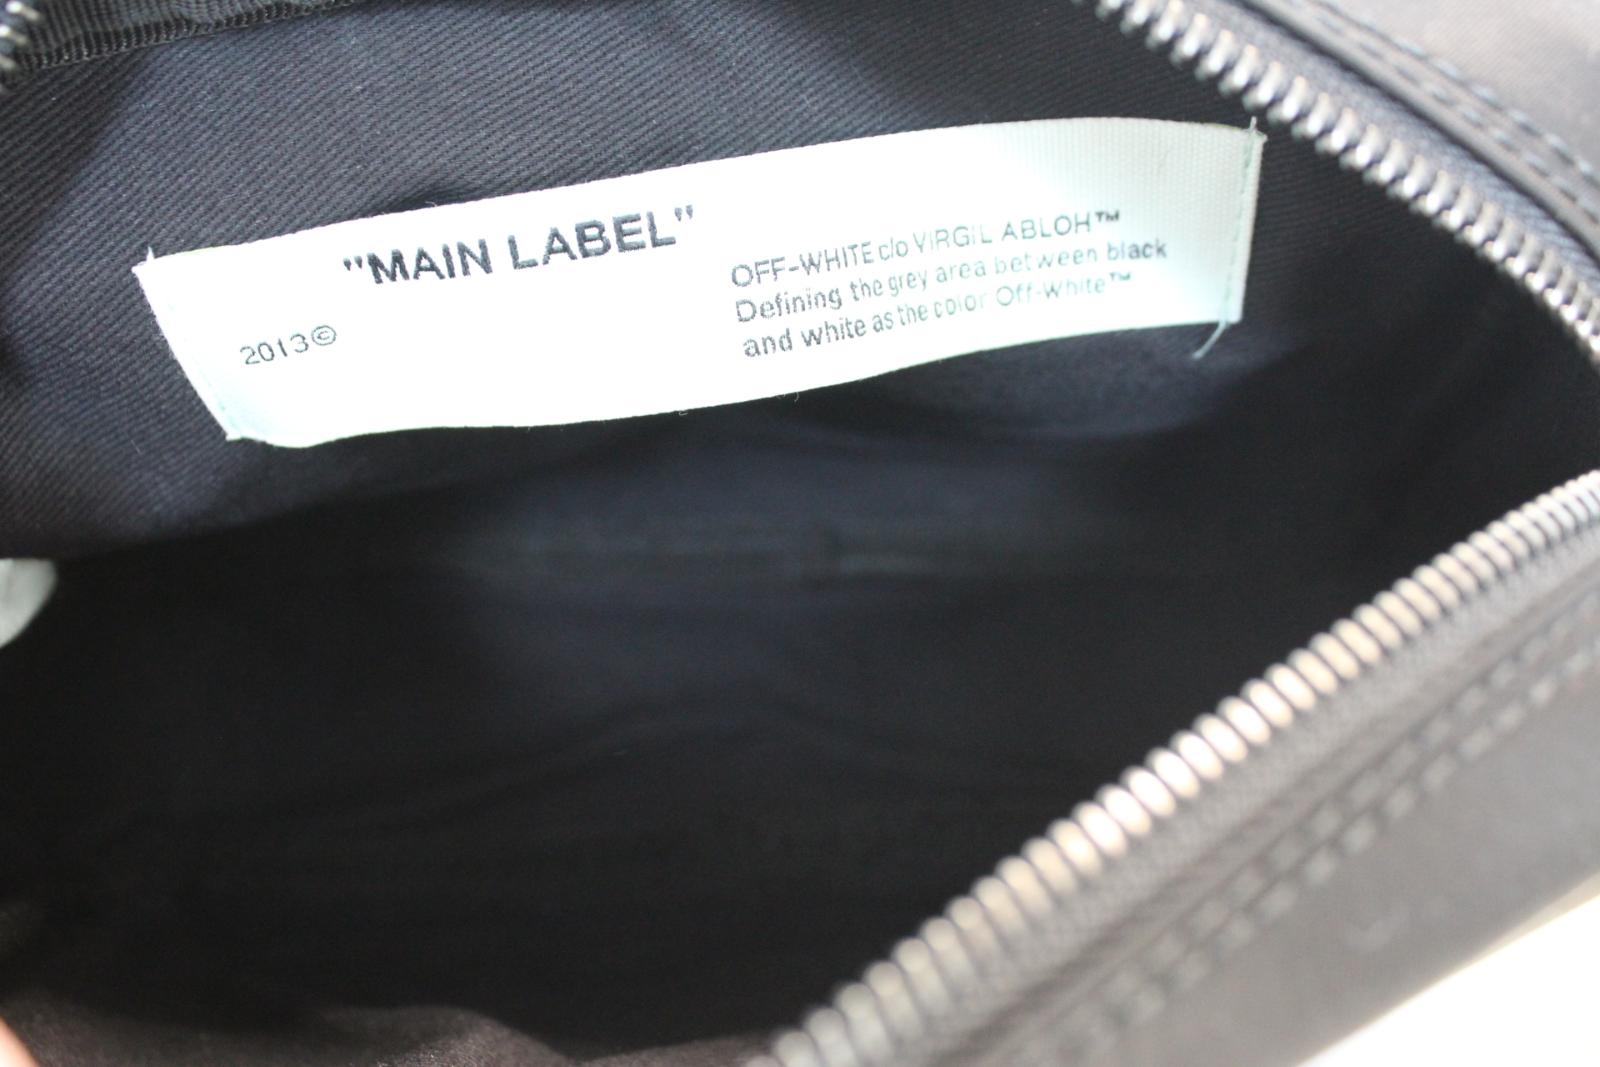 "MAIN LABEL"
2013©
OFF-WHITE c/o VIRGIL ABLOH™
Defining the grey area between black
and white as the color Off-White™